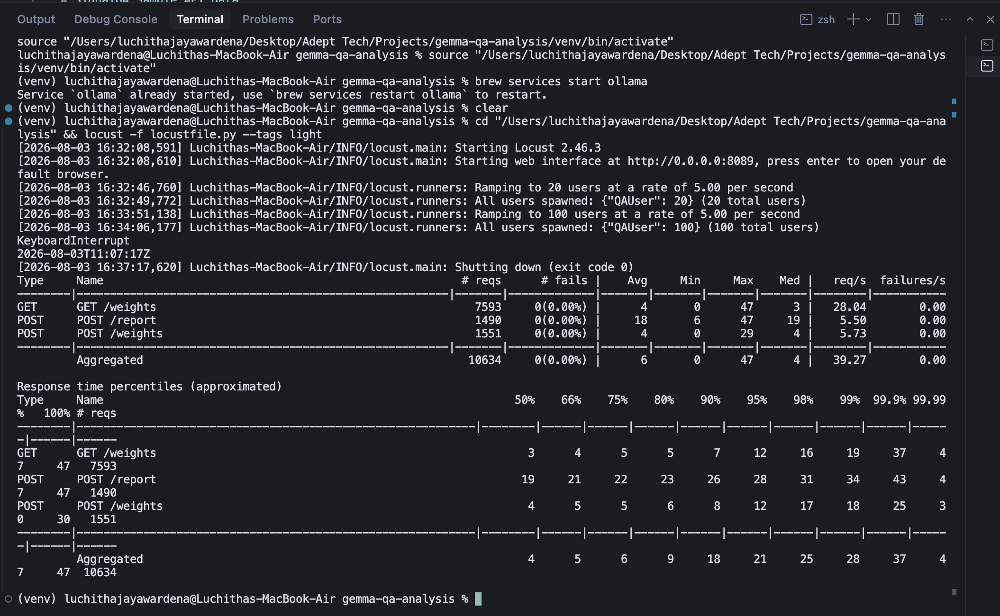 Output Debug Console Terminal Problems Ports zsh
source "/Users/luchithajayawardena/Desktop/Adept Tech/Projects/gemma-qa-analysis/venv/bin/activate"
luchithajayawardena@Luchithas-MacBook-Air gemma-qa-analysis % source "/Users/luchithajayawardena/Desktop/Adept Tech/Projects/gemma-qa-analys
is/venv/bin/activate"
(venv) luchithajayawardena@Luchithas-MacBook-Air gemma-qa-analysis % brew services start ollama
Service `ollama` already started, use `brew services restart ollama` to restart.
(venv) luchithajayawardena@Luchithas-MacBook-Air gemma-qa-analysis % clear
(venv) luchithajayawardena@Luchithas-MacBook-Air gemma-qa-analysis % cd "/Users/luchithajayawardena/Desktop/Adept Tech/Projects/gemma-qa-ana
lysis" && locust -f locustfile.py --tags light
[2026-08-03 16:32:08,591] Luchithas-MacBook-Air/INFO/locust.main: Starting Locust 2.46.3
[2026-08-03 16:32:08,610] Luchithas-MacBook-Air/INFO/locust.main: Starting web interface at http://0.0.0.0:8089, press enter to open your de
fault browser.
[2026-08-03 16:32:46,760] Luchithas-MacBook-Air/INFO/locust.runners: Ramping to 20 users at a rate of 5.00 per second
[2026-08-03 16:32:49,772] Luchithas-MacBook-Air/INFO/locust.runners: All users spawned: {"QAUser": 20} (20 total users)
[2026-08-03 16:33:51,138] Luchithas-MacBook-Air/INFO/locust.runners: Ramping to 100 users at a rate of 5.00 per second
[2026-08-03 16:34:06,177] Luchithas-MacBook-Air/INFO/locust.runners: All users spawned: {"QAUser": 100} (100 total users)
KeyboardInterrupt
2026-08-03T11:07:17Z
[2026-08-03 16:37:17,620] Luchithas-MacBook-Air/INFO/locust.main: Shutting down (exit code 0)
Type Name # reqs # fails | Avg Min Max Med | req/s failures/s
--------|--------------------------------------------------------|-------|-------------|-------|-------|-------|-------|--------|-----------
GET GET /weights 7593 0(0.00%) | 4 0 47 3 | 28.04 0.00
POST POST /report 1490 0(0.00%) | 18 6 47 19 | 5.50 0.00
POST POST /weights 1551 0(0.00%) | 4 0 29 4 | 5.73 0.00
--------|--------------------------------------------------------|-------|-------------|-------|-------|-------|-------|--------|-----------
Aggregated 10634 0(0.00%) | 6 0 47 4 | 39.27 0.00
Response time percentiles (approximated)
Type Name 50% 66% 75% 80% 90% 95% 98% 99% 99.9% 99.99
% 100% # reqs
--------|------------------------------------------------------------|--------|------|------|------|------|------|------|------|------|-----
-|------|------
GET GET /weights 3 4 5 5 7 12 16 19 37 4
7 47 7593
POST POST /report 19 21 22 23 26 28 31 34 43 4
7 47 1490
POST POST /weights 4 5 5 6 8 12 17 18 25 3
0 30 1551
--------|------------------------------------------------------------|--------|------|------|------|------|------|------|------|------|-----
-|------|------
Aggregated 4 5 6 9 18 21 25 28 37 4
7 47 10634
(venv) luchithajayawardena@Luchithas-MacBook-Air gemma-qa-analysis %